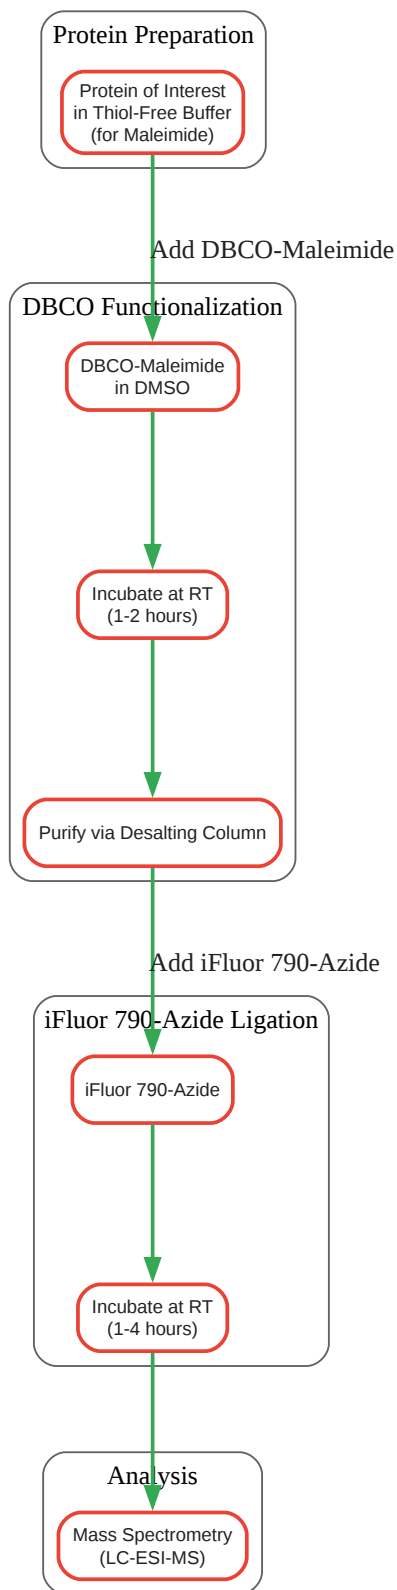 Protein Preparation
Protein of Interest
in Thiol-Free Buffer
(for Maleimide)
Add DBCO-Maleimide
DBCO Functionalization
DBCO-Maleimide
in DMSO
Incubate at RT
(1-2 hours)
Purify via Desalting Column
Add iFluor 790-Azide
iFluor 790-Azide Ligation
iFluor 790-Azide
Incubate at RT
(1-4 hours)
Analysis
Mass Spectrometry
(LC-ESI-MS)